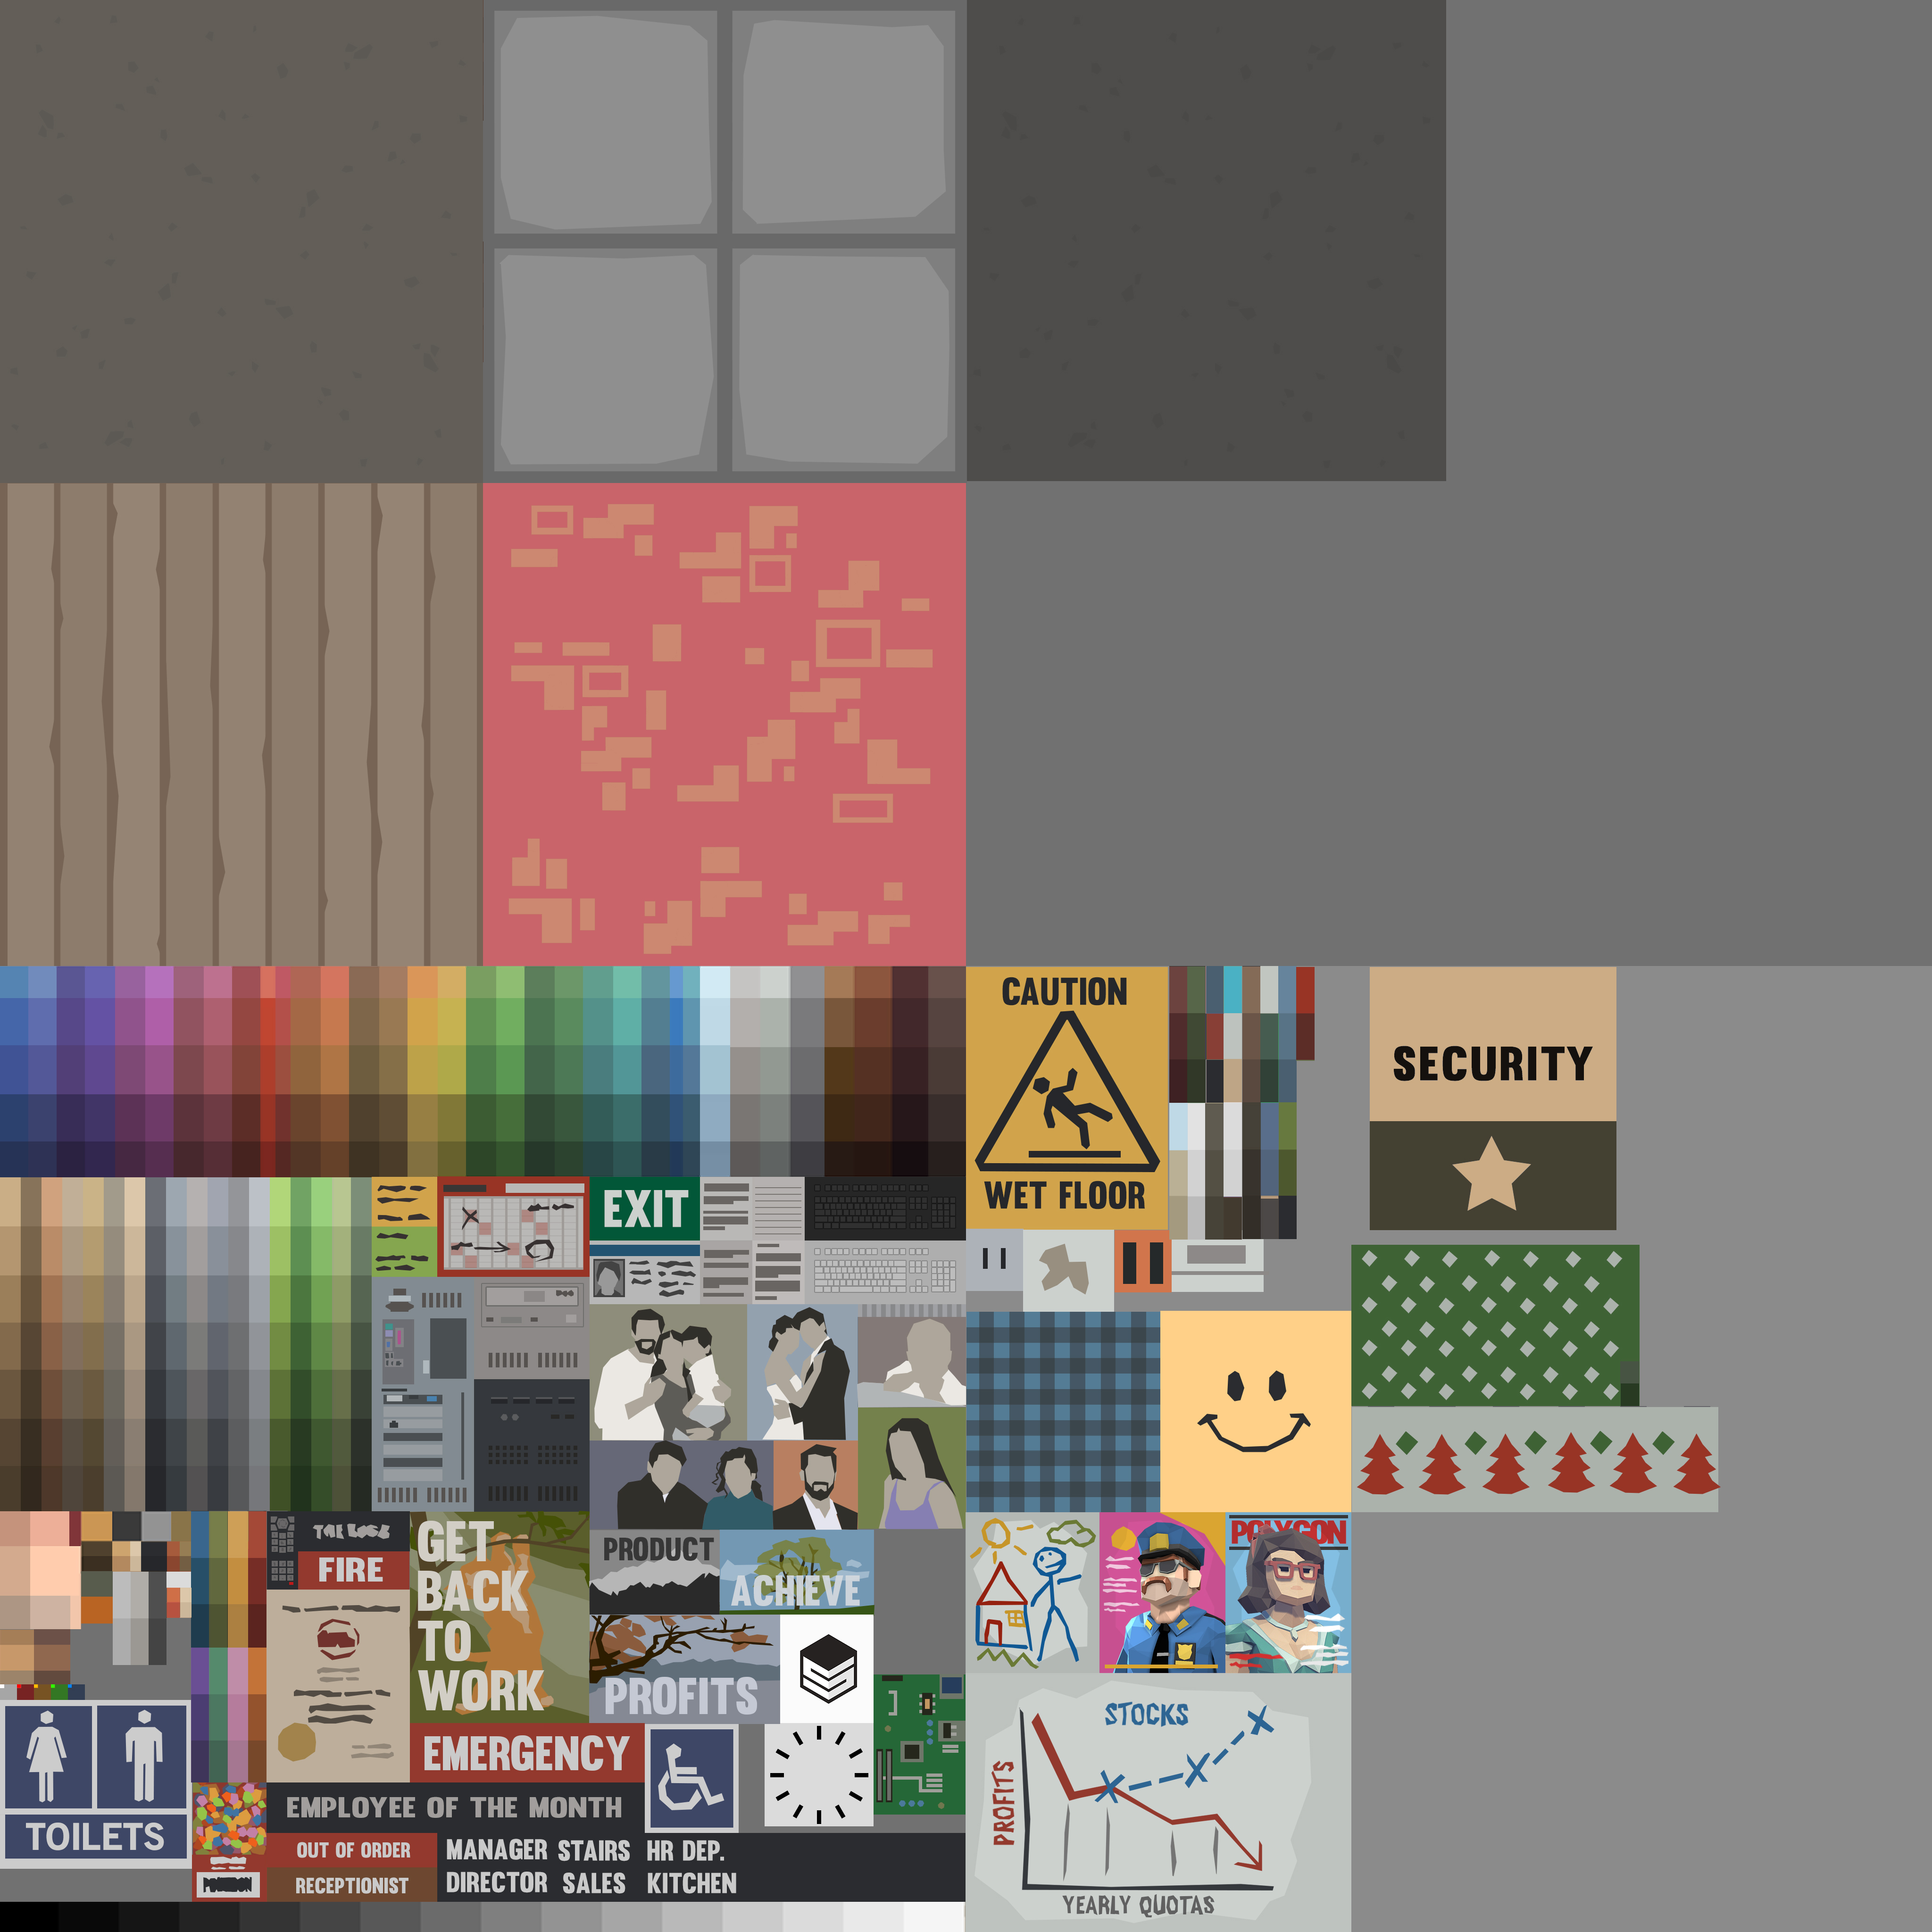 CAUTION
WET FLOOR
SECURITY
EXIT
FIRE
GET
BACK
TO
WORK
PRODUCT
ACHIEVE
PROFITS
POLYGON
EMERGENCY
TOILETS
EMPLOYEE OF THE MONTH
OUT OF ORDER
RECEPTIONIST
MANAGER STAIRS HR DEP.
DIRECTOR SALES KITCHEN
STOCKS
PROFITS
YEARLY QUOTAS